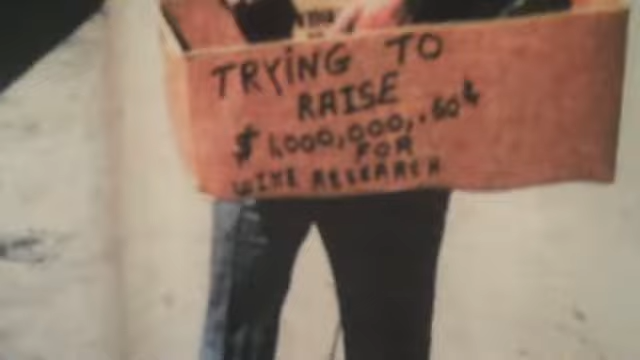 TRYING TO
RAISE
$1,000,000,.60¢
FOR
WINE RESEARCH